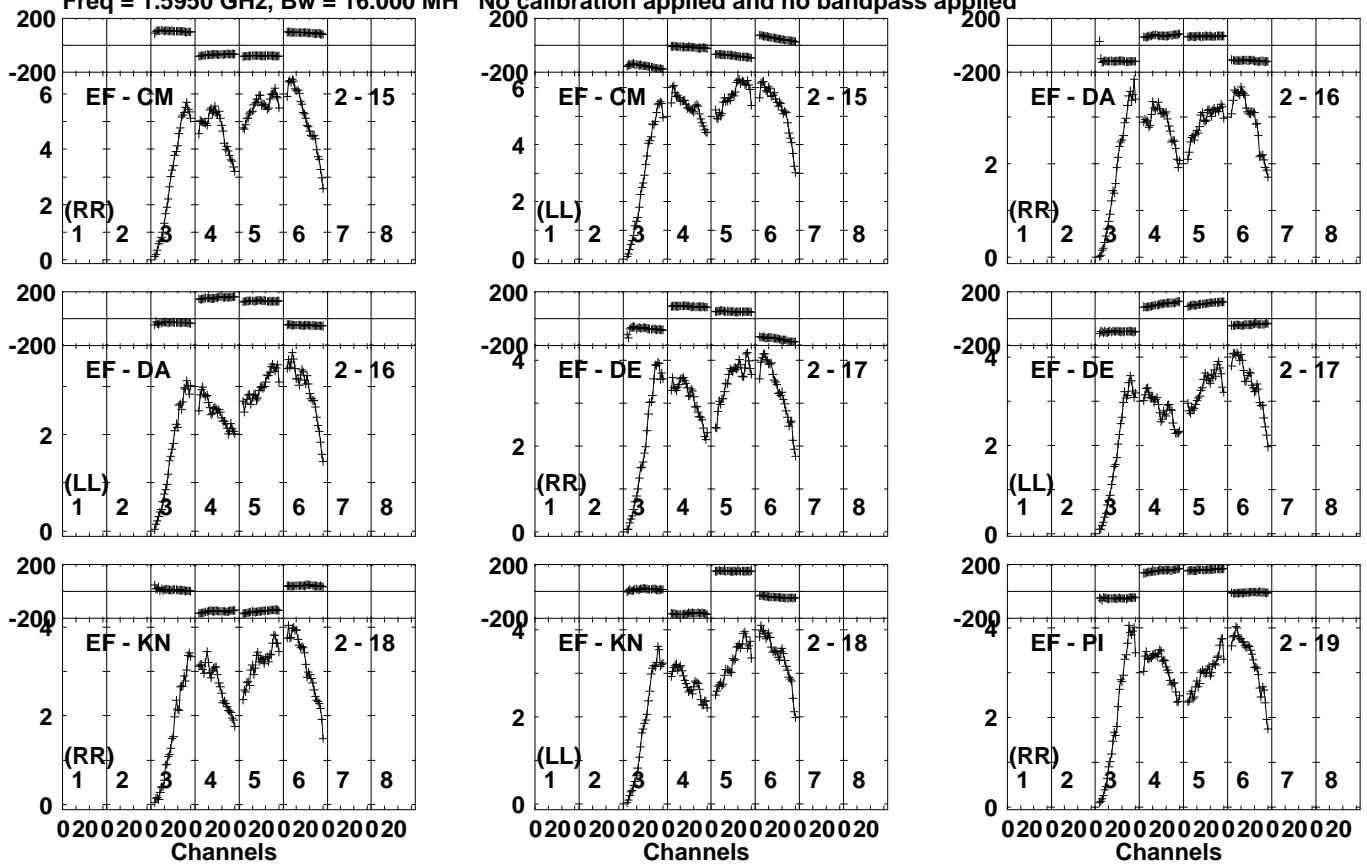 Freq = 1.5950 GHz, Bw = 16.000 MH No calibration applied and no bandpass applied
200 200 200
-200 -200 -200
EF - CM 2 - 15 EF - CM 2 - 15 EF - DA 2 - 16
6 6
4 4
2 2 2
(RR) (LL) (RR)
1 2 3 4 5 6 7 8 1 2 3 4 5 6 7 8 1 2 3 4 5 6 7 8
0 0 0
200 200 200
-200 -200 -200
4 4
EF - DA 2 - 16 EF - DE 2 - 17 EF - DE 2 - 17
2 2 2
(LL) (RR) (LL)
1 2 3 4 5 6 7 8 1 2 3 4 5 6 7 8 1 2 3 4 5 6 7 8
0 0 0
200 200 200
-200 -200 -200
4 4 4
EF - KN 2 - 18 EF - KN 2 - 18 EF - PI 2 - 19
2 2 2
(RR) (LL) (RR)
1 2 3 4 5 6 7 8 1 2 3 4 5 6 7 8 1 2 3 4 5 6 7 8
0 0 0
0 20 0 20 0 20 0 20 0 20 0 20 0 20 0 20 0 20 0 20 0 20 0 20 0 20 0 20 0 20 0 20 0 20 0 20 0 20 0 20 0 20 0 20 0 20 0 20
Channels Channels Channels